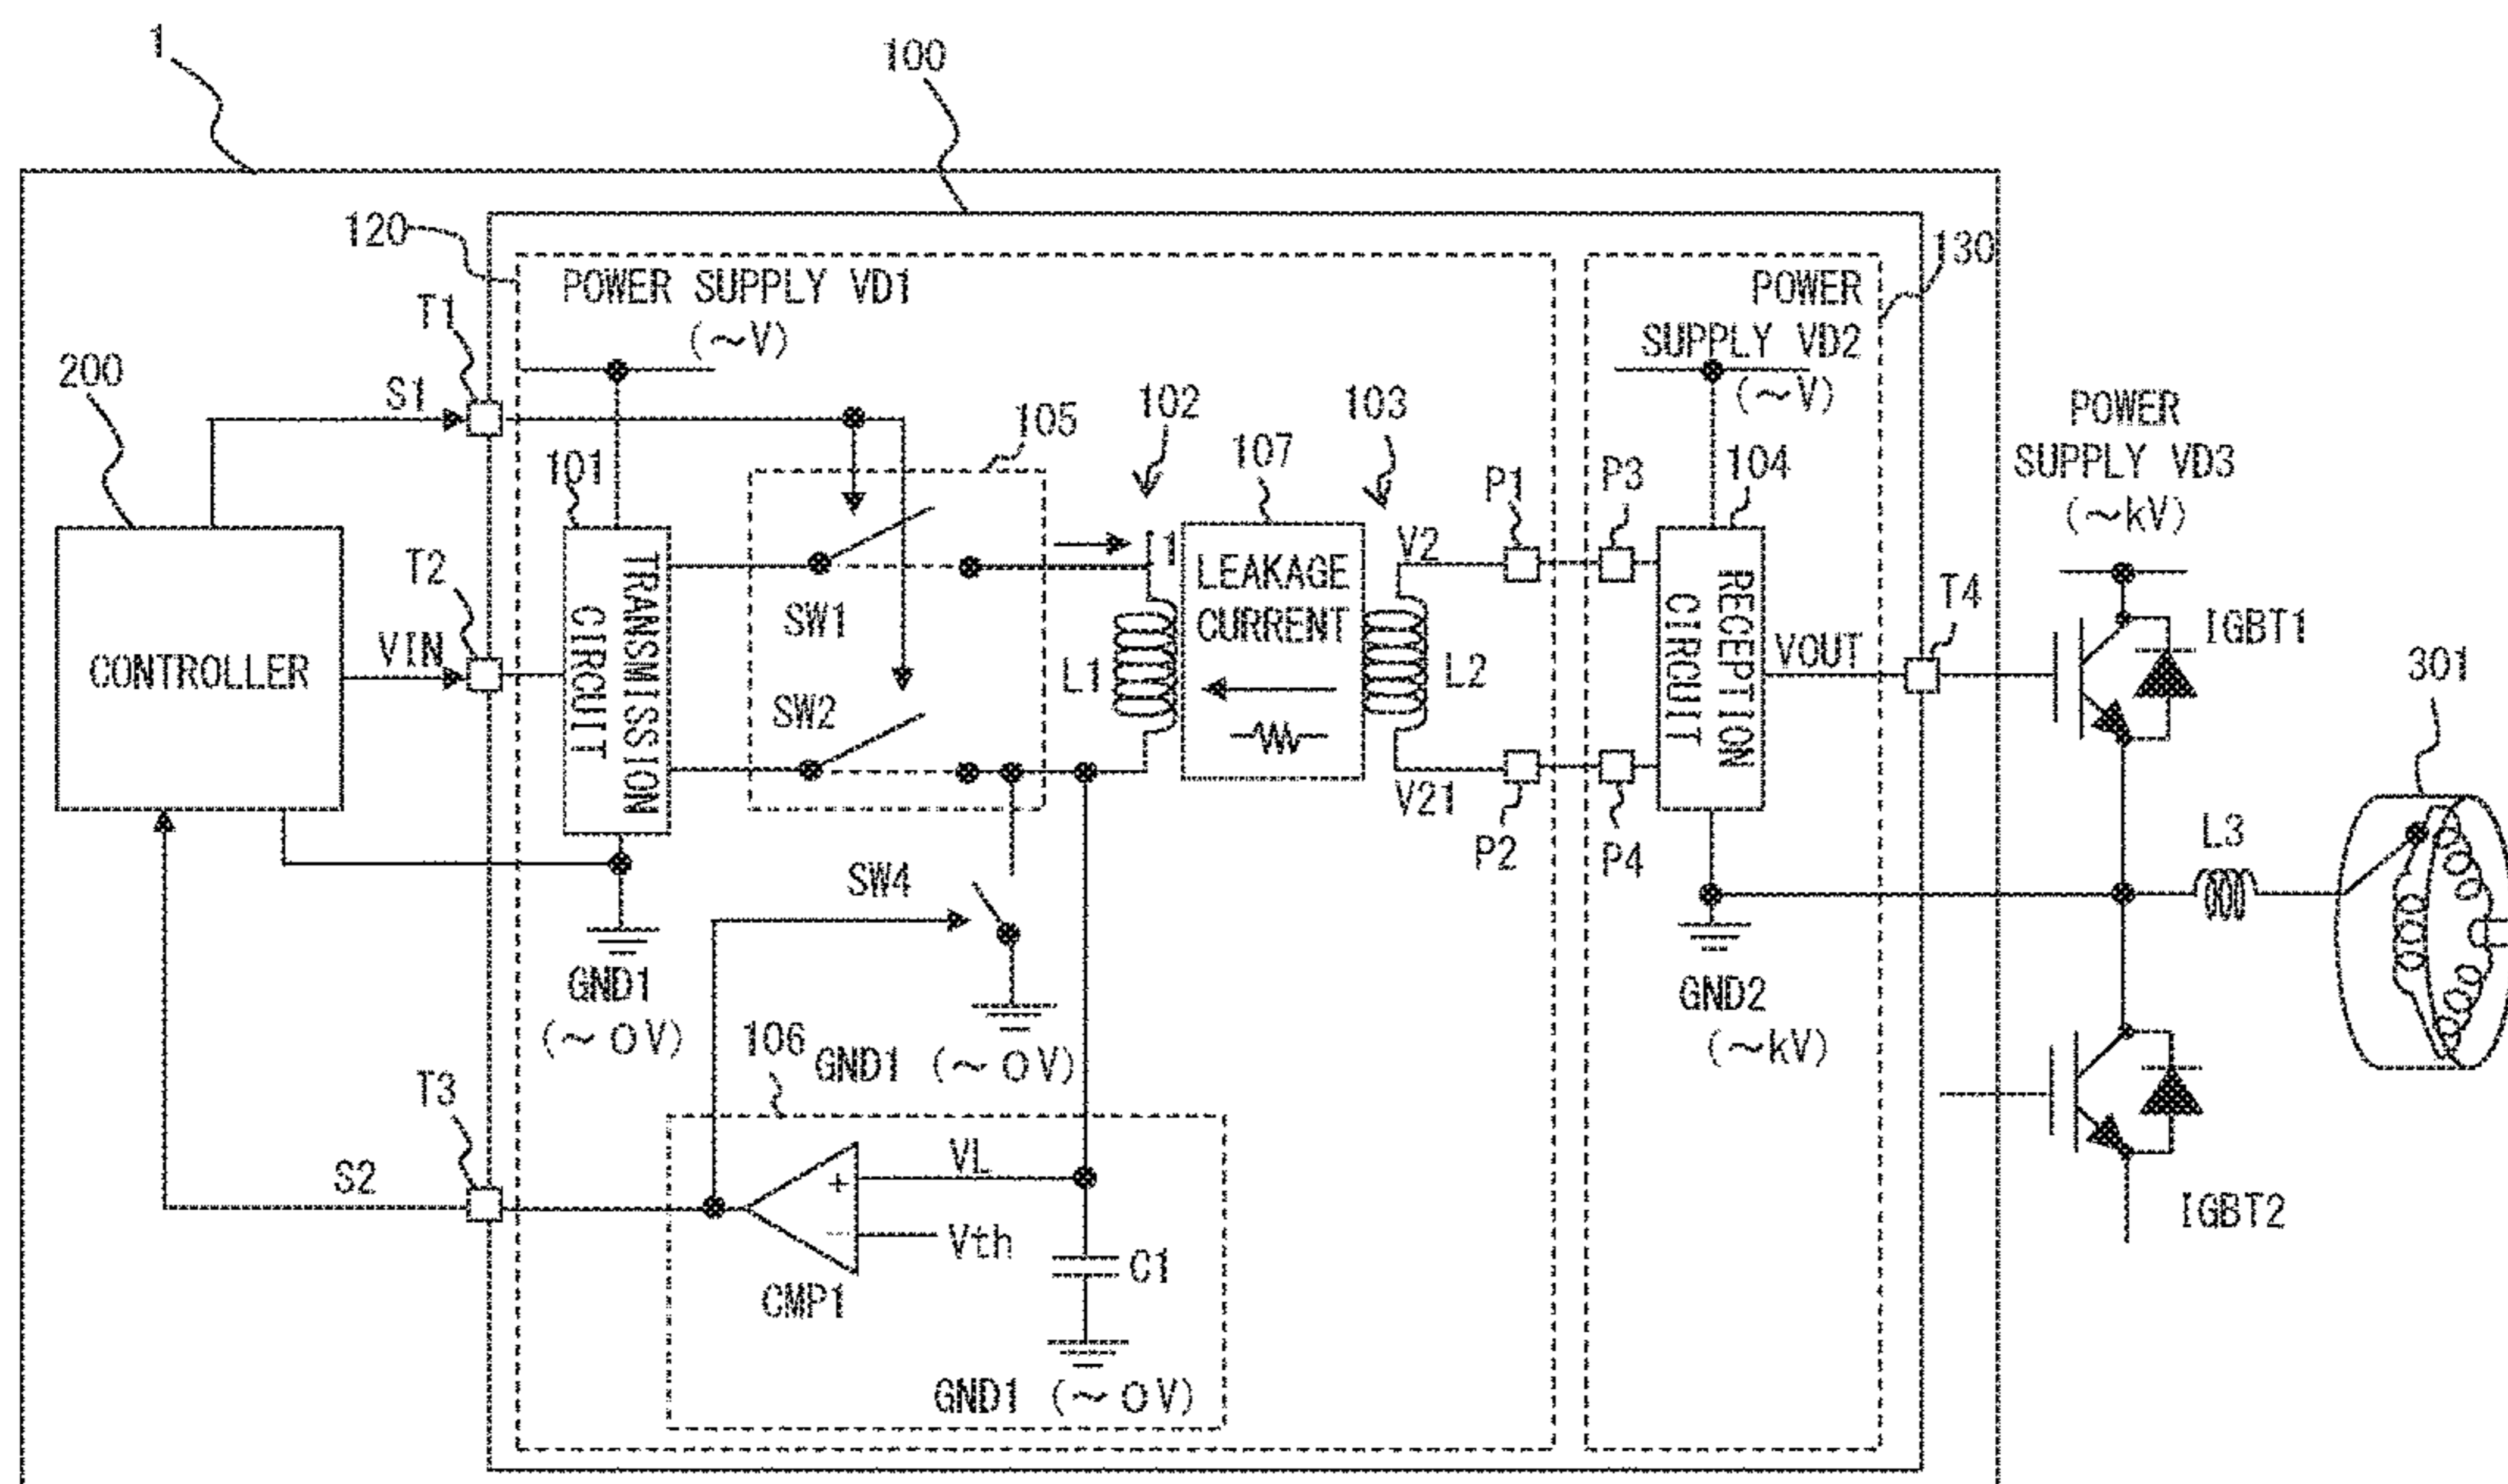 1
100
120
POWER SUPPLY VD1
(~V)
130
POWER
SUPPLY VD2
(~V)
T1
200
S1
101
105
102
107
103
P1
P3
104
POWER
SUPPLY VD3
(~kV)
T2
VIN
CONTROLLER
TRANSMISSION
CIRCUIT
SW1
SW2
L1
LEAKAGE
CURRENT
V2
L2
V21
P2
P4
RECEPTION
CIRCUIT
VOUT
T4
IGBT1
301
L3
SW4
GND1
(~0V)
106
GND1 (~0V)
GND2
(~kV)
T3
S2
VL
+
−
Vth
CMP1
C1
GND1 (~0V)
IGBT2